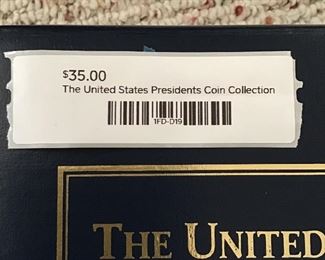 $35.00
The United States Presidents Coin Collection
1FD-D19
THE UNITED